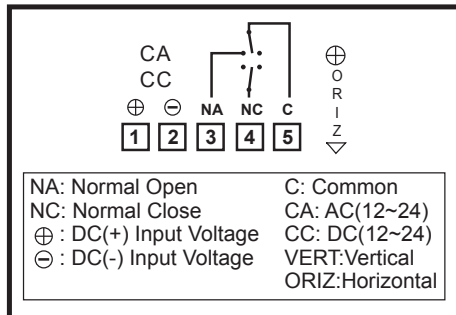 CA
CC
⊕ ⊖ NA NC C
1 2 3 4 5
⊕ ORIZ
NA: Normal Open
NC: Normal Close
⊕ : DC(+) Input Voltage
⊖ : DC(-) Input Voltage
C: Common
CA: AC(12~24)
CC: DC(12~24)
VERT:Vertical
ORIZ:Horizontal